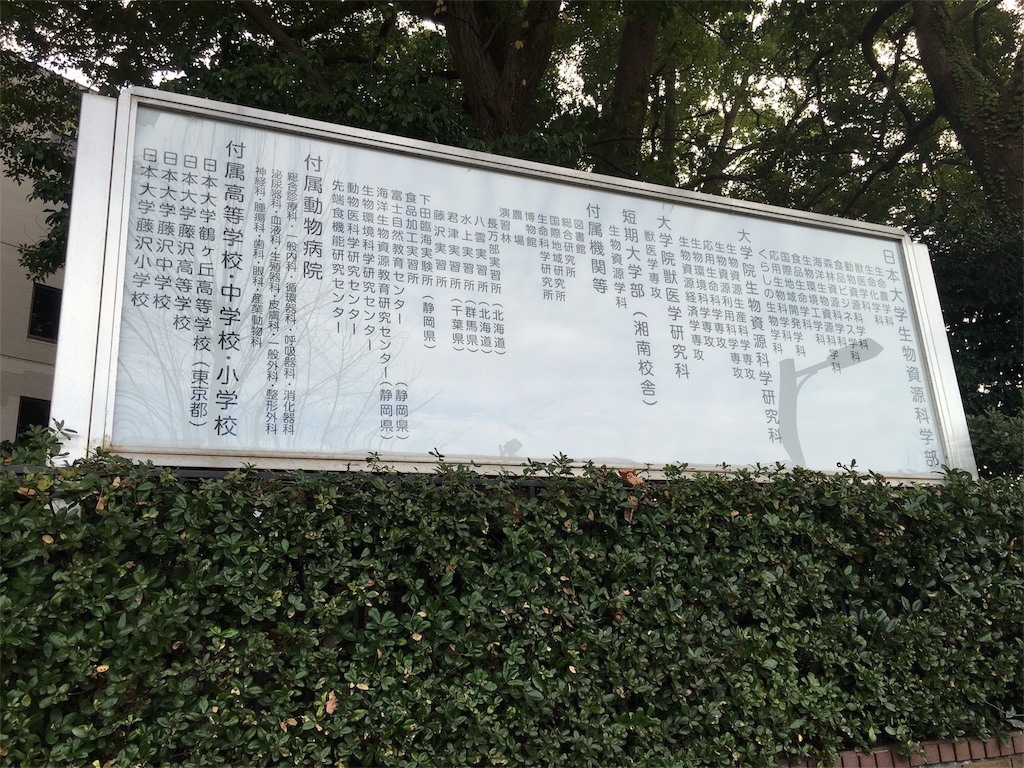 日本大学生物資源科学部
生命農学科
生命化学科
獣医学科
動物資源科学科
食品ビジネス学科
森林資源科学科
海洋生物資源科学科
生物環境工学科
食品生命学科
国際地域開発学科
応用生物科学科
くらしの生物学科
大学院生物資源科学研究科
生物資源生産科学専攻
生物資源利用科学専攻
応用生命科学専攻
生物環境科学専攻
生物資源経済学専攻
大学院獣医学研究科
獣医学専攻
短期大学部(湘南校舎)
生物資源学科
付属機関等
図書館
総合研究所
国際地域研究所
生命科学研究所
博物館
農場
演習林
長万部実習所(北海道)
八雲実習所(北海道)
水上実習所(群馬県)
君津実習所(千葉県)
藤沢実習所
下田臨海実験所(静岡県)
食品加工実習所
富士自然教育センター(静岡県)
海洋生物資源教育研究センター(静岡県)
生物環境科学研究センター
動物医科学研究センター
先端食機能研究センター
付属動物病院
総合診療科・一般内科・循環器科・呼吸器科・消化器科
泌尿器科・血液科・生殖器科・皮膚科・一般外科・整形外科
神経科・腫瘍科・歯科・眼科・産業動物科
付属高等学校・中学校・小学校
日本大学鶴ヶ丘高等学校(東京都)
日本大学藤沢高等学校
日本大学藤沢中学校
日本大学藤沢小学校